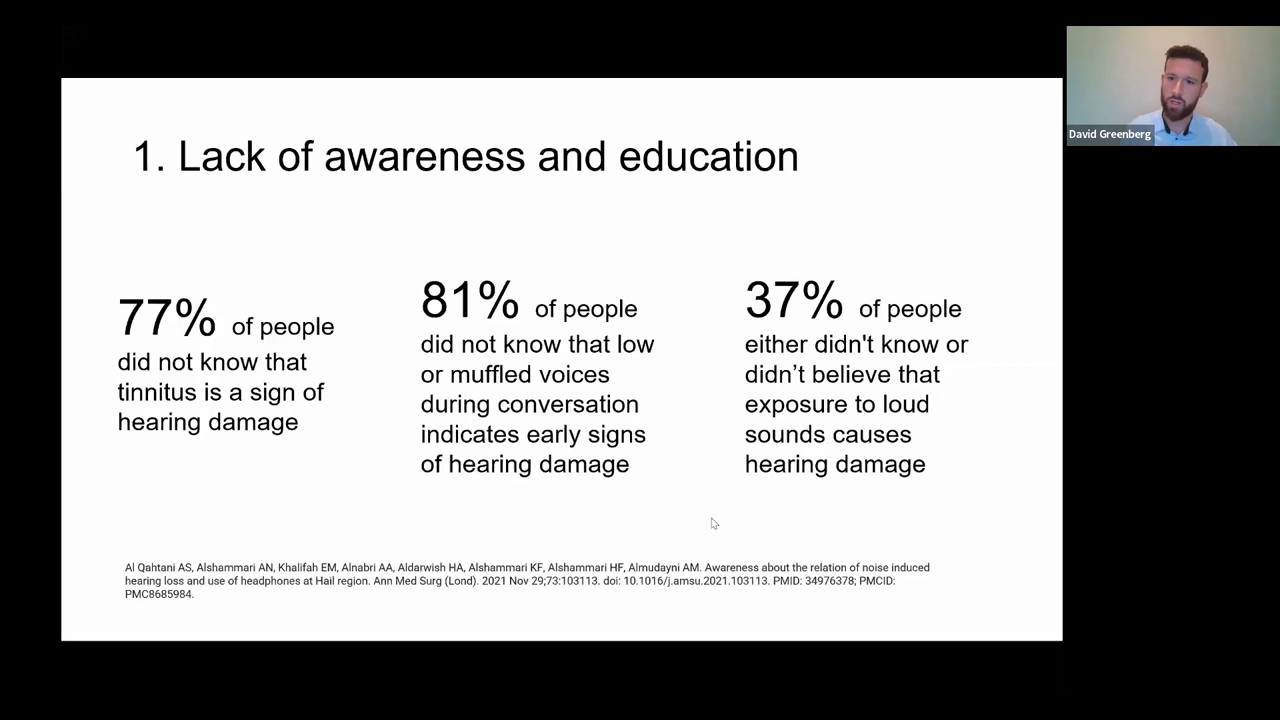 David Greenberg
1. Lack of awareness and education
77% of people
did not know that
tinnitus is a sign of
hearing damage
81% of people
did not know that low
or muffled voices
during conversation
indicates early signs
of hearing damage
37% of people
either didn't know or
didn’t believe that
exposure to loud
sounds causes
hearing damage
Al Qahtani AS, Alshammari AN, Khalifah EM, Alnabri AA, Aldarwish HA, Alshammari KF, Alshammari HF, Almudayni AM. Awareness about the relation of noise induced
hearing loss and use of headphones at Hail region. Ann Med Surg (Lond). 2021 Nov 29;73:103113. doi: 10.1016/j.amsu.2021.103113. PMID: 34976378; PMCID:
PMC8685984.